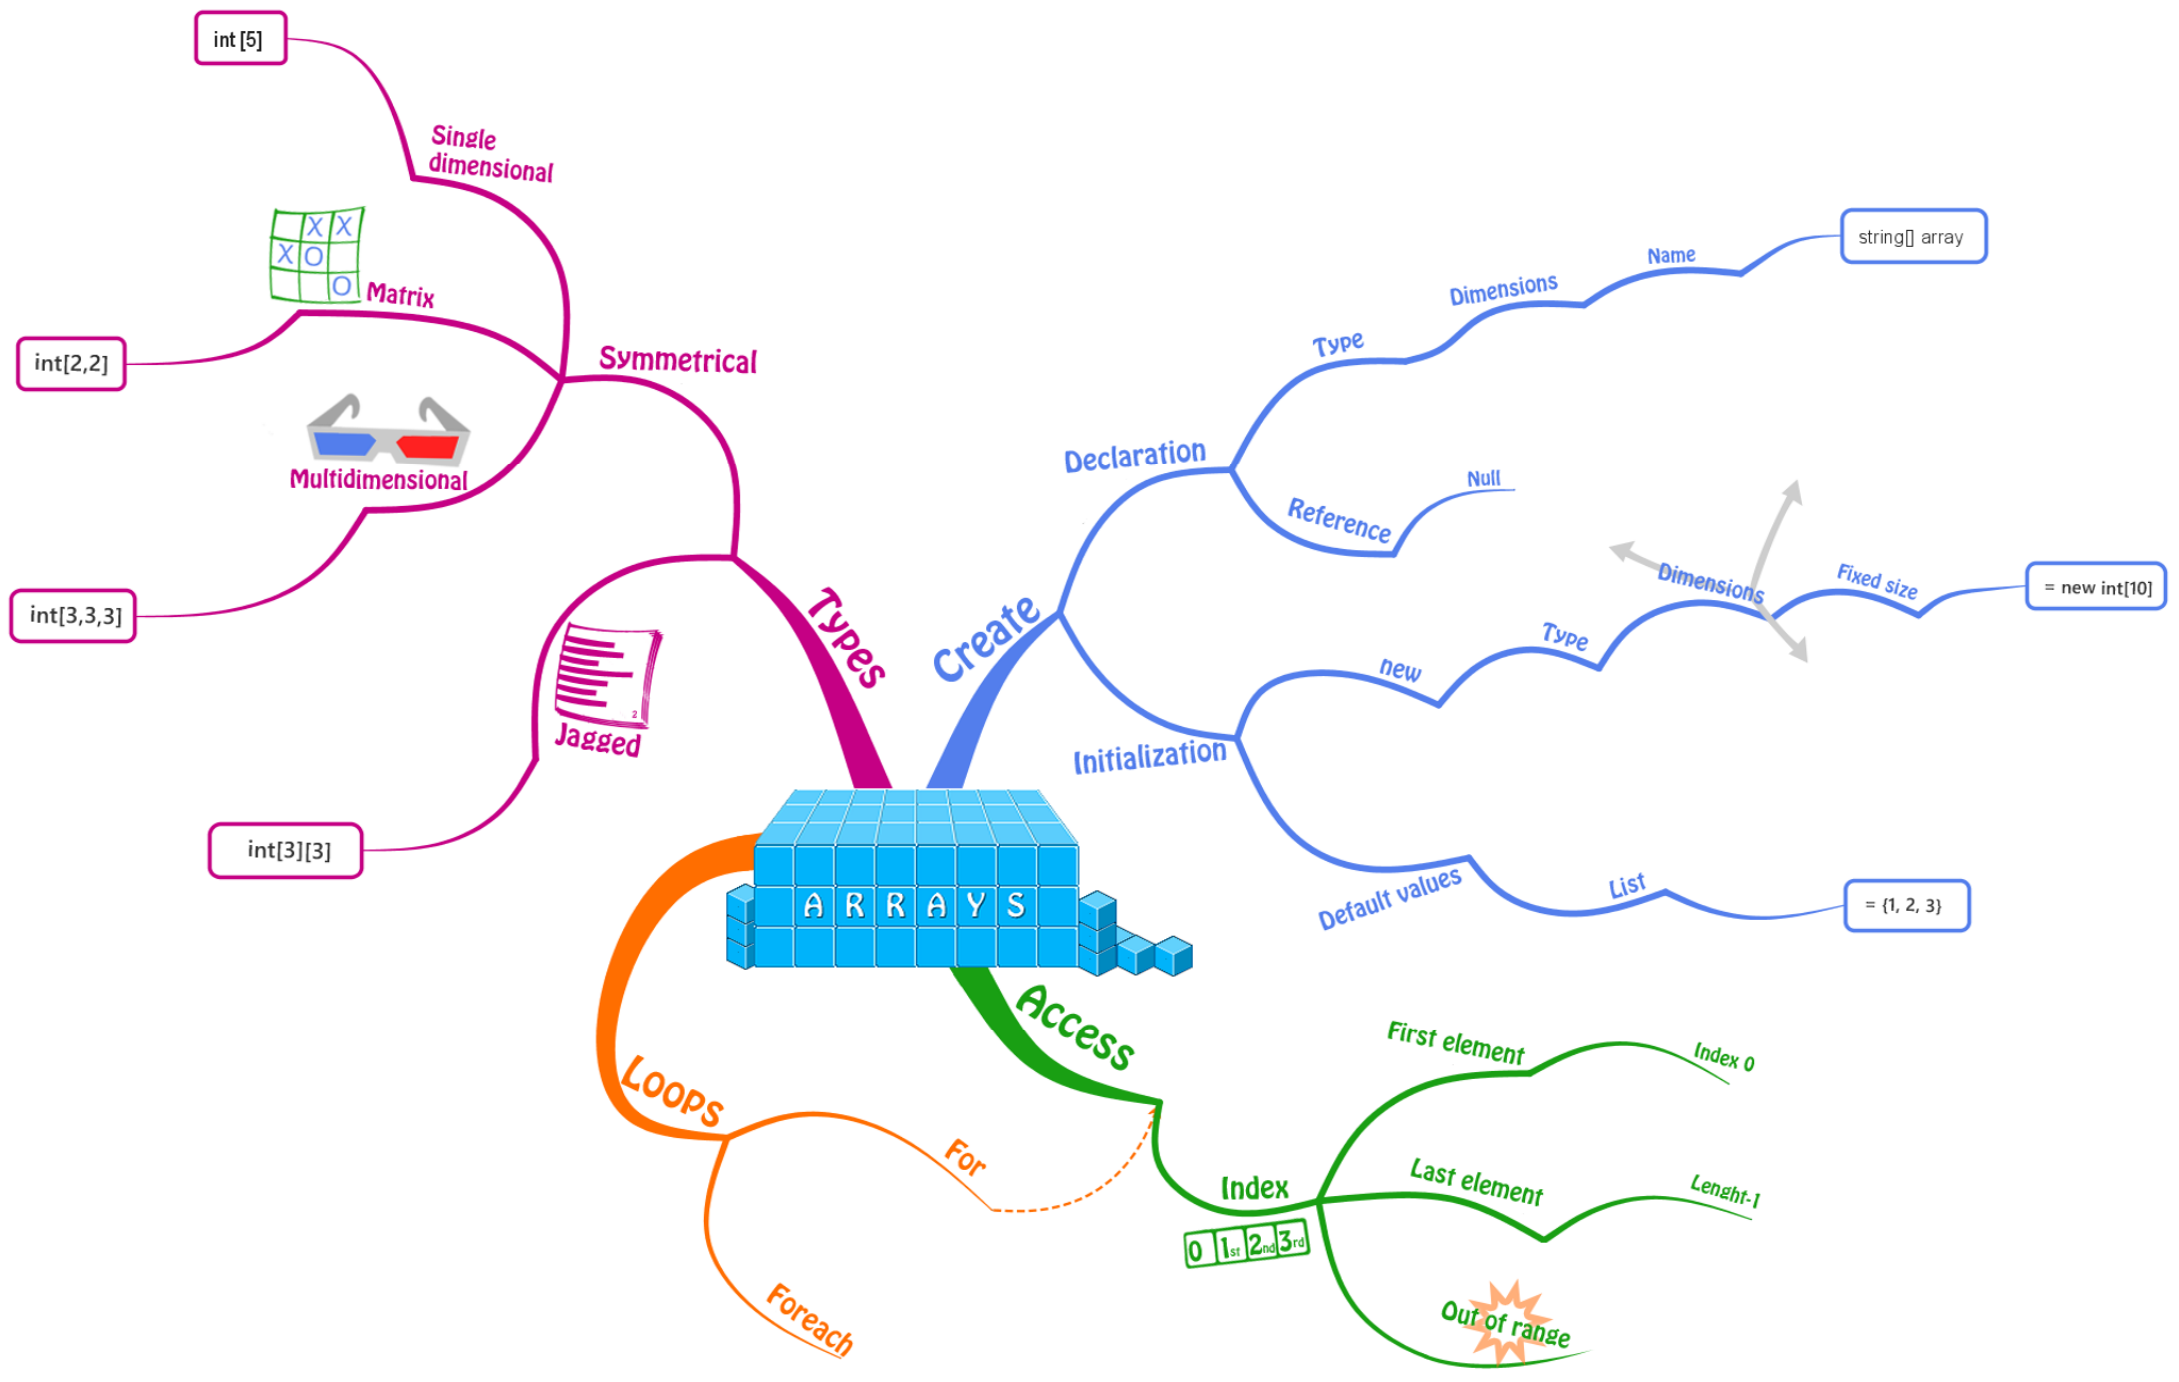 int [5]
Single
dimensional
X X
X O
O
Matrix
int[2,2]
Symmetrical
Multidimensional
int[3,3,3]
Types
2
Jagged
int[3][3]
Create
Declaration
Type
Dimensions
Name
string[] array
Reference
Null
Initialization
new
Type
Dimensions
Fixed size
= new int[10]
Default values
List
= {1, 2, 3}
ARRAYS
Access
Index
0 1st 2nd 3rd
First element
Index 0
Last element
Lenght-1
Out of range
Loops
For
Foreach